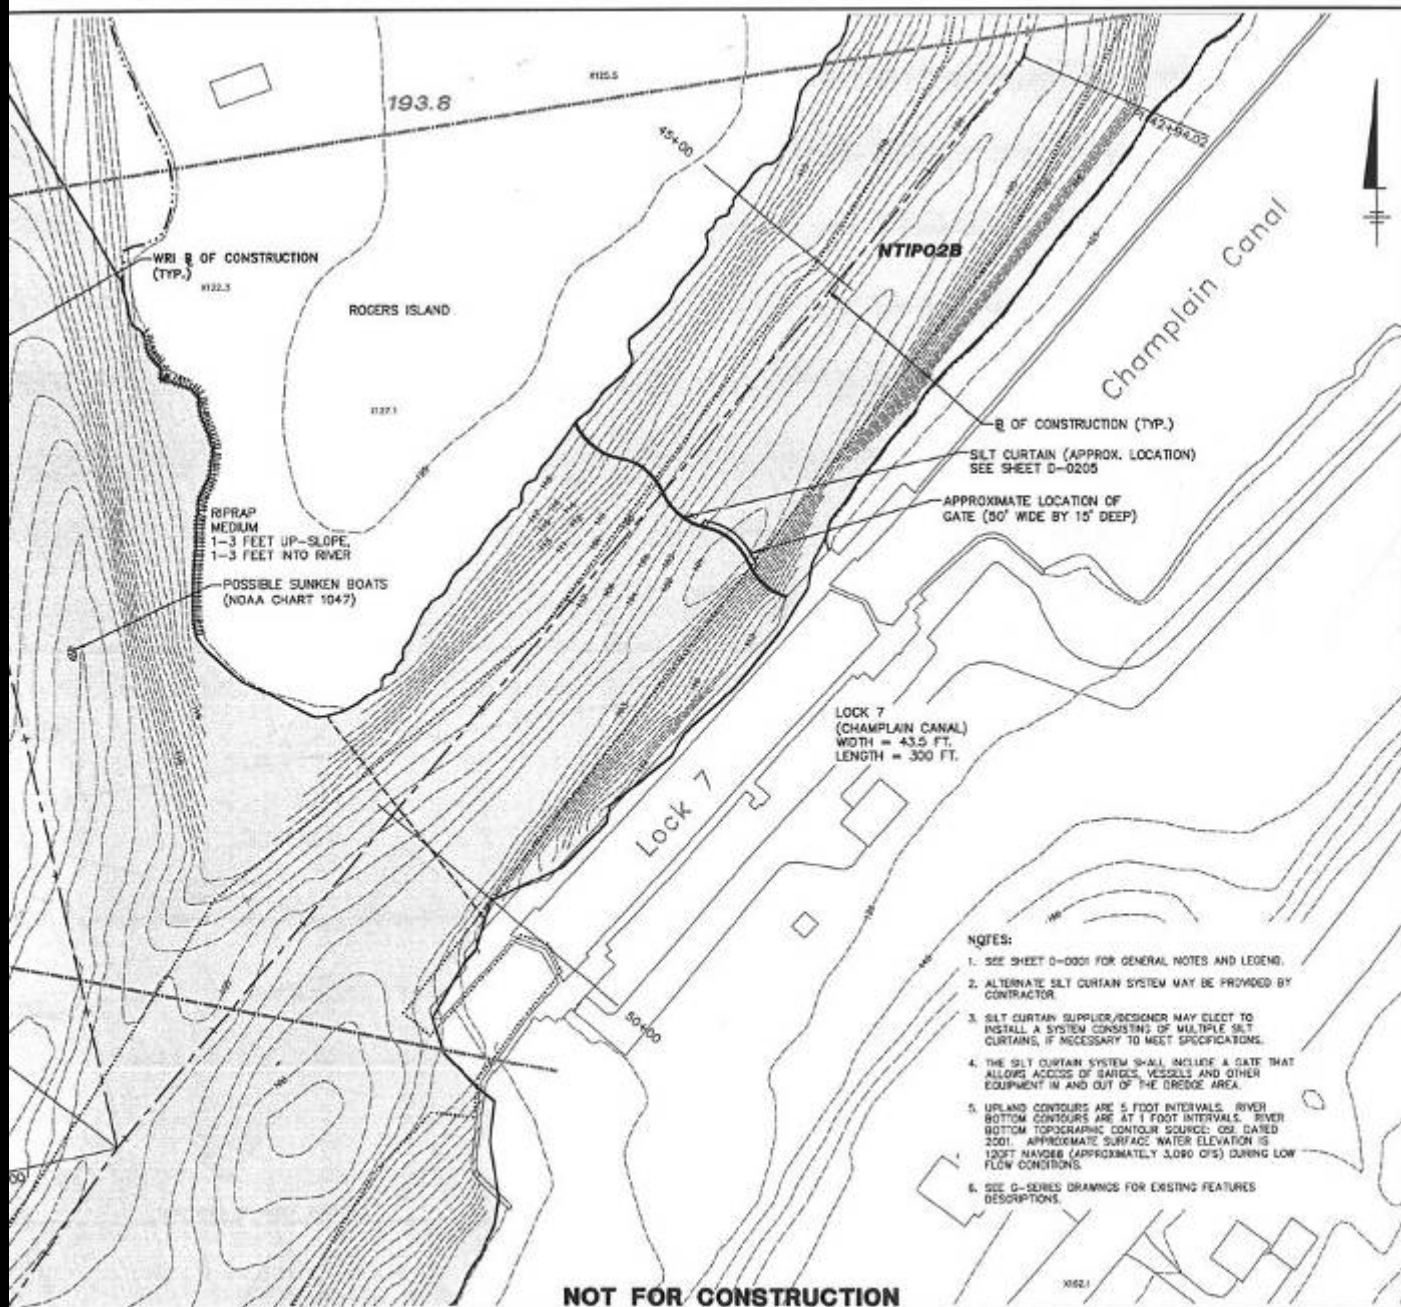 X125.5
193.8
45+00
PI 42+84.02
NTIP02B
Champlain Canal
WRI ⅊ OF CONSTRUCTION
(TYP.)
X122.3
ROGERS ISLAND
X127.1
⅊ OF CONSTRUCTION (TYP.)
SILT CURTAIN (APPROX. LOCATION)
SEE SHEET D-0205
APPROXIMATE LOCATION OF
GATE (50' WIDE BY 15' DEEP)
RIPRAP
MEDIUM
1-3 FEET UP-SLOPE,
1-3 FEET INTO RIVER
POSSIBLE SUNKEN BOATS
(NOAA CHART 1047)
LOCK 7
(CHAMPLAIN CANAL)
WIDTH = 43.5 FT.
LENGTH = 300 FT.
Lock 7
50+00
NOTES:
1. SEE SHEET D-0001 FOR GENERAL NOTES AND LEGEND.
2. ALTERNATE SILT CURTAIN SYSTEM MAY BE PROVIDED BY
CONTRACTOR.
3. SILT CURTAIN SUPPLIER/DESIGNER MAY ELECT TO
INSTALL A SYSTEM CONSISTING OF MULTIPLE SILT
CURTAINS, IF NECESSARY TO MEET SPECIFICATIONS.
4. THE SILT CURTAIN SYSTEM SHALL INCLUDE A GATE THAT
ALLOWS ACCESS OF BARGES, VESSELS AND OTHER
EQUIPMENT IN AND OUT OF THE DREDGE AREA.
5. UPLAND CONTOURS ARE 5 FOOT INTERVALS. RIVER
BOTTOM CONTOURS ARE AT 1 FOOT INTERVALS. RIVER
BOTTOM TOPOGRAPHIC CONTOUR SOURCE: OSI, DATED
2001. APPROXIMATE SURFACE WATER ELEVATION IS
120FT NAVD88 (APPROXIMATELY 3,090 CFS) DURING LOW
FLOW CONDITIONS.
6. SEE G-SERIES DRAWINGS FOR EXISTING FEATURES
DESCRIPTIONS.
X162.1
NOT FOR CONSTRUCTION